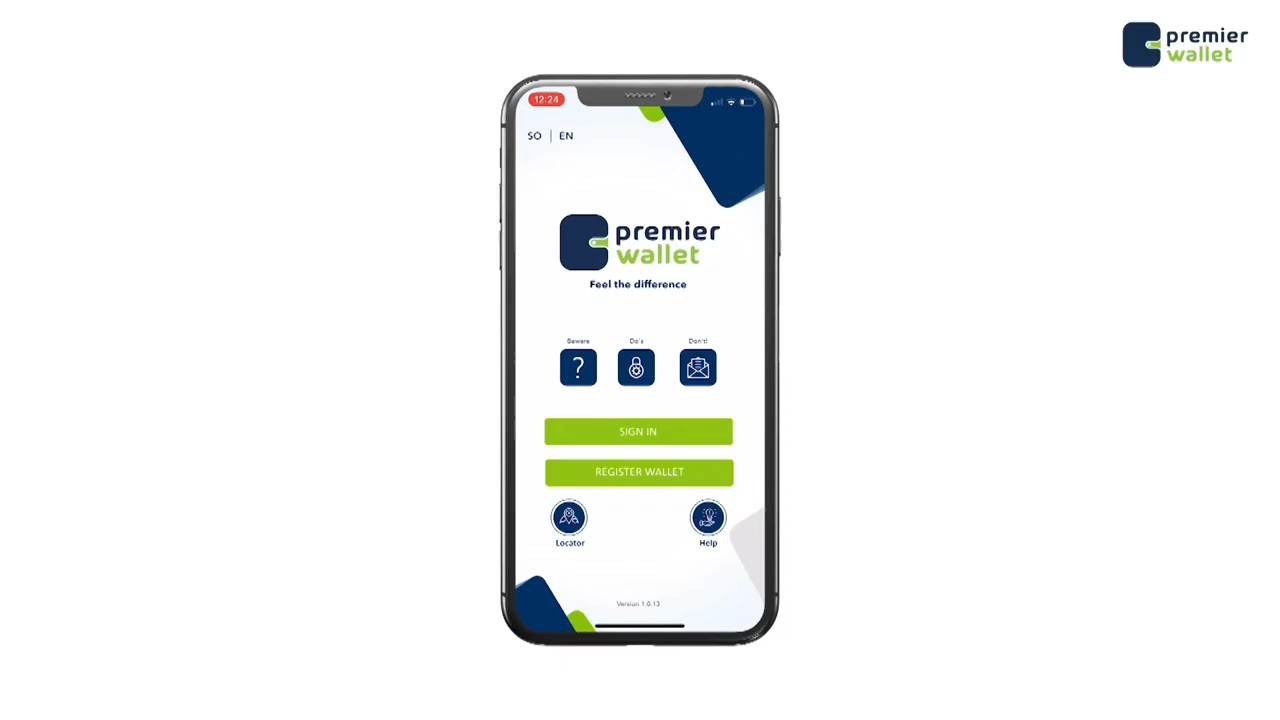 premier
wallet
12:24
SO | EN
premier
wallet
Feel the difference
Beware
Do's
Don't!
?
SIGN IN
REGISTER WALLET
Locator
Help
Version 1.0.13